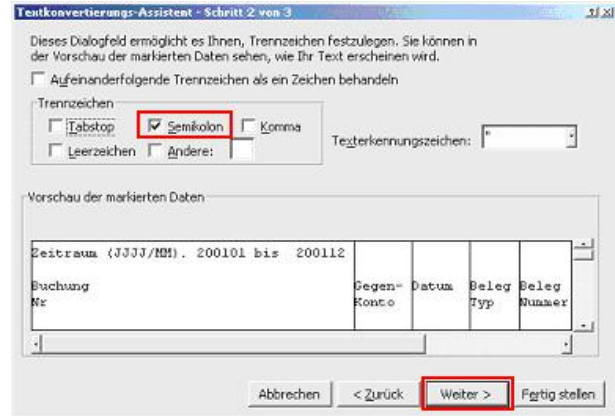 Textkonvertierungs-Assistent - Schritt 2 von 3
Dieses Dialogfeld ermöglicht es Ihnen, Trennzeichen festzulegen. Sie können in
der Vorschau der markierten Daten sehen, wie Ihr Text erscheinen wird.
Aufeinanderfolgende Trennzeichen als ein Zeichen behandeln
Trennzeichen
Tabstop Semikolon Komma
Leerzeichen Andere:
Texterkennungszeichen: "
Vorschau der markierten Daten
Zeitraum (JJJJ/MM). 200101 bis 200112
Buchung Gegen- Datum Beleg Beleg
Nr Konto Typ Nummer
Abbrechen < Zurück Weiter > Fertig stellen